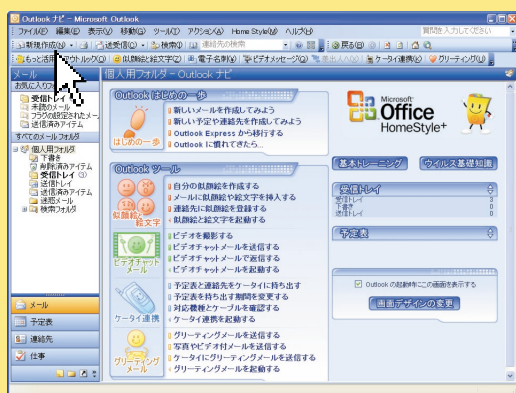 Outlook ナビ - Microsoft Outlook
ファイル(F) 編集(E) 表示(V) 移動(G) ツール(T) アクション(A) Home Style(M) ヘルプ(H)
質問を入力してください
新規作成(N) 送受信(C) 検索(I) 連絡先の検索 戻る(B)
もっと活用 アウトルック(O) 似顔絵と絵文字(Z) 電子名刺(W) ビデオメッセージ(Q) ケータイ連携(K) グリーティング(U)
メール
個人用フォルダ - Outlook ナビ
お気に入りフォ
受信トレイ
未読のメール
フラグの設定されたメー
送信済みアイテム
すべてのメール フォルダ
個人用フォルダ
下書き
削除済みアイテム
受信トレイ (3)
送信トレイ
送信済みアイテム
迷惑メール
検索フォルダ
メール
予定表
連絡先
仕事
Outlook はじめの一歩
はじめの一歩
新しいメールを作成してみよう
新しい予定や連絡先を作成してみよう
Outlook Express から移行する
Outlook に慣れてきたら...
Outlook ツール
似顔絵
絵文字
自分の似顔絵を作成する
メールに似顔絵や絵文字を挿入する
連絡先に似顔絵を登録する
似顔絵と絵文字を起動する
ビデオチャット
メール
ビデオを撮影する
ビデオチャットメールを送信する
ビデオチャットメールで返信する
ビデオチャットメールを起動する
ケータイ連携
予定表と連絡先をケータイに持ち出す
予定表を持ち出す期間を変更する
対応機種とケーブルを確認する
ケータイ連携を起動する
グリーティング
メール
グリーティングメールを送信する
写真やビデオ付メールを送信する
ケータイにグリーティングメールを送信する
グリーティングメールを起動する
Microsoft
Office
HomeStyle+
基本トレーニング ウイルス基礎知識
受信トレイ
受信トレイ 3
下書き 0
送信トレイ 0
予定表
Outlook の起動時にこの画面を表示する
画面デザインの変更